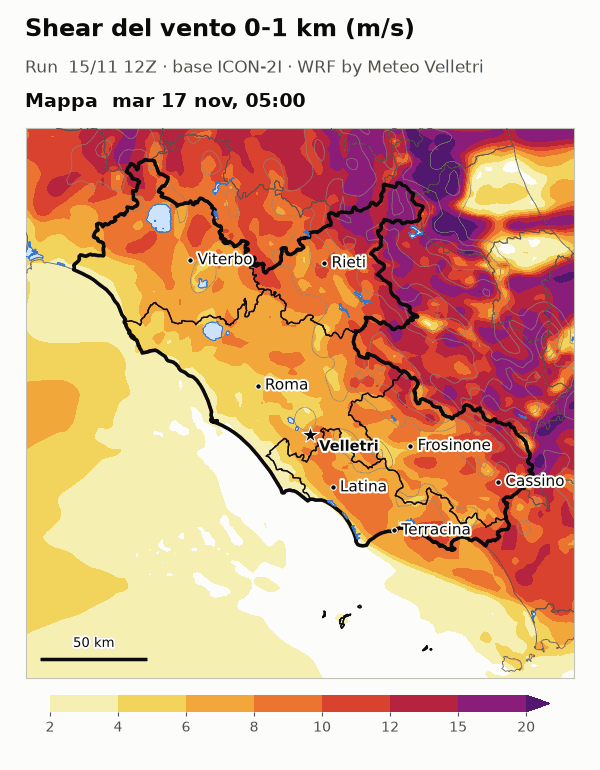 Shear del vento 0-1 km (m/s)
Run 15/11 12Z · base ICON-2I · WRF by Meteo Velletri
Mappa mar 17 nov, 05:00
Viterbo
Rieti
Roma
Velletri
Frosinone
Cassino
Latina
Terracina
50 km
2 4 6 8 10 12 15 20